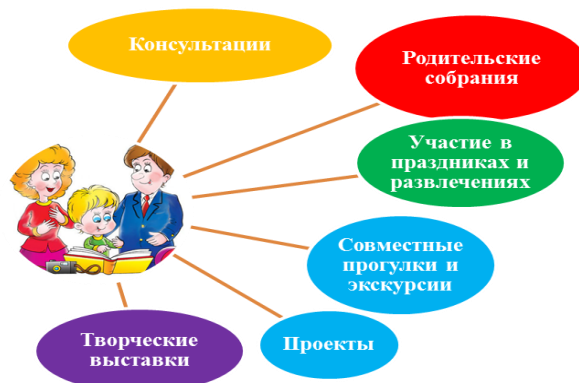 Консультации
Родительские
собрания
Участие в
праздниках и
развлечениях
Совместные
прогулки и
экскурсии
Проекты
Творческие
выставки